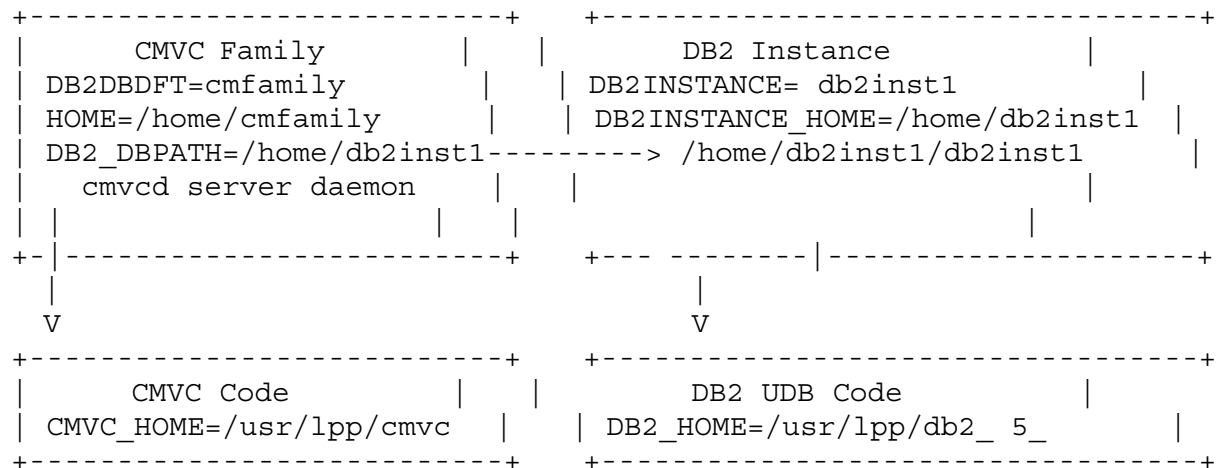 +--------------------------+    +---------------------------------+
|      CMVC Family        |   |        DB2 Instance            |
| DB2DBDFT=cmfamily        |    | DB2INSTANCE= db2inst1          |
| HOME=/home/cmfamily       |    | DB2INSTANCE_HOME=/home/db2inst1  |
| DB2_DBPATH=/home/db2inst1---------> /home/db2inst1/db2inst1      |
|   cmvcd server daemon    |    |                            |
| |                     |    |                            |
+-|------------------------+    +--- --------|---------------------+
  |                                   |
  V                                   V
+--------------------------+    +---------------------------------+
|      CMVC Code          |   |        DB2 UDB Code          |
| CMVC_HOME=/usr/lpp/cmvc   |    | DB2_HOME=/usr/lpp/db2_ 5_       |
+--------------------------+    +---------------------------------+